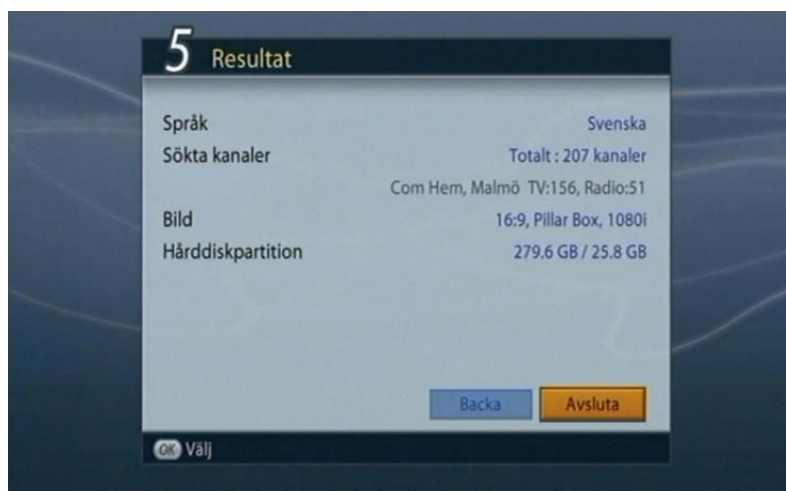 5 Resultat
Språk Svenska
Sökta kanaler Totalt : 207 kanaler
Com Hem, Malmö TV:156, Radio:51
Bild 16:9, Pillar Box, 1080i
Hårddiskpartition 279.6 GB / 25.8 GB
Backa Avsluta
OK Välj